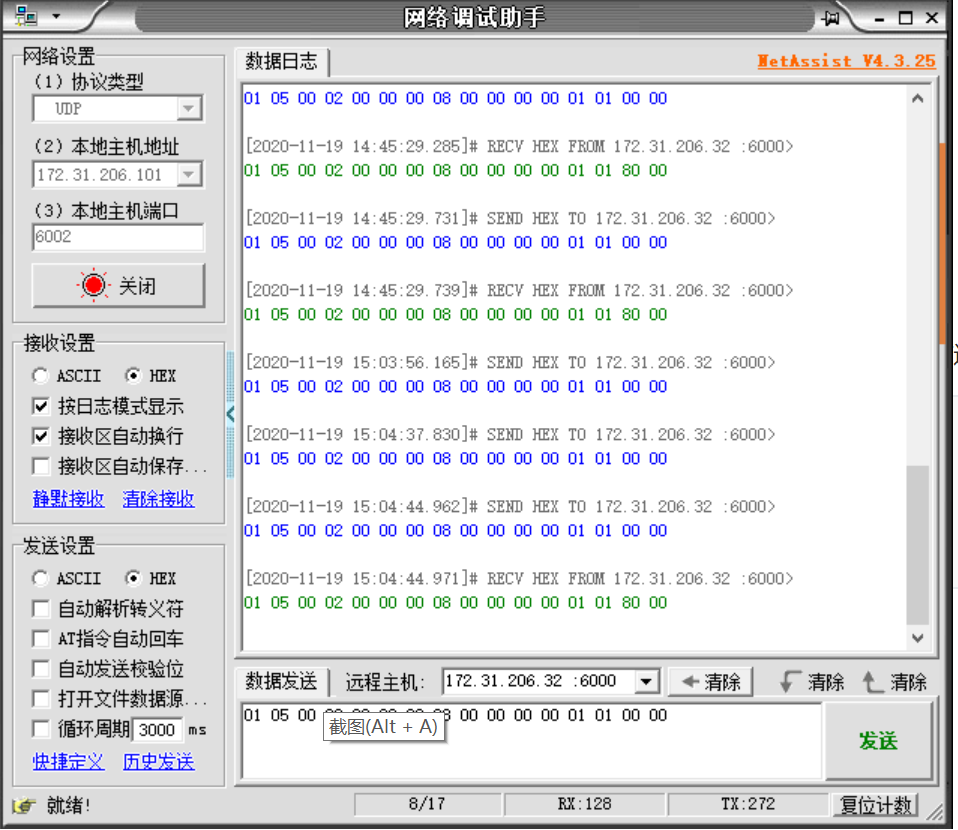 网络调试助手
网络设置
(1) 协议类型
UDP
(2) 本地主机地址
172.31.206.101
(3) 本地主机端口
6002
关闭
接收设置
ASCII HEX
按日志模式显示
接收区自动换行
接收区自动保存...
静默接收 清除接收
发送设置
ASCII HEX
自动解析转义符
AT指令自动回车
自动发送校验位
打开文件数据源...
循环周期 3000 ms
快捷定义 历史发送
数据日志 NetAssist V4.3.25
01 05 00 02 00 00 00 08 00 00 00 00 01 01 00 00
[2020-11-19 14:45:29.285]# RECV HEX FROM 172.31.206.32 :6000>
01 05 00 02 00 00 00 08 00 00 00 00 01 01 80 00
[2020-11-19 14:45:29.731]# SEND HEX TO 172.31.206.32 :6000>
01 05 00 02 00 00 00 08 00 00 00 00 01 01 00 00
[2020-11-19 14:45:29.739]# RECV HEX FROM 172.31.206.32 :6000>
01 05 00 02 00 00 00 08 00 00 00 00 01 01 80 00
[2020-11-19 15:03:56.165]# SEND HEX TO 172.31.206.32 :6000>
01 05 00 02 00 00 00 08 00 00 00 00 01 01 00 00
[2020-11-19 15:04:37.830]# SEND HEX TO 172.31.206.32 :6000>
01 05 00 02 00 00 00 08 00 00 00 00 01 01 00 00
[2020-11-19 15:04:44.962]# SEND HEX TO 172.31.206.32 :6000>
01 05 00 02 00 00 00 08 00 00 00 00 01 01 00 00
[2020-11-19 15:04:44.971]# RECV HEX FROM 172.31.206.32 :6000>
01 05 00 02 00 00 00 08 00 00 00 00 01 01 80 00
数据发送 远程主机: 172.31.206.32 :6000 清除 清除 清除
01 05 00 08 00 00 00 00 01 01 00 00
截图(Alt + A)
发送
就绪! 8/17 RX:128 TX:272 复位计数